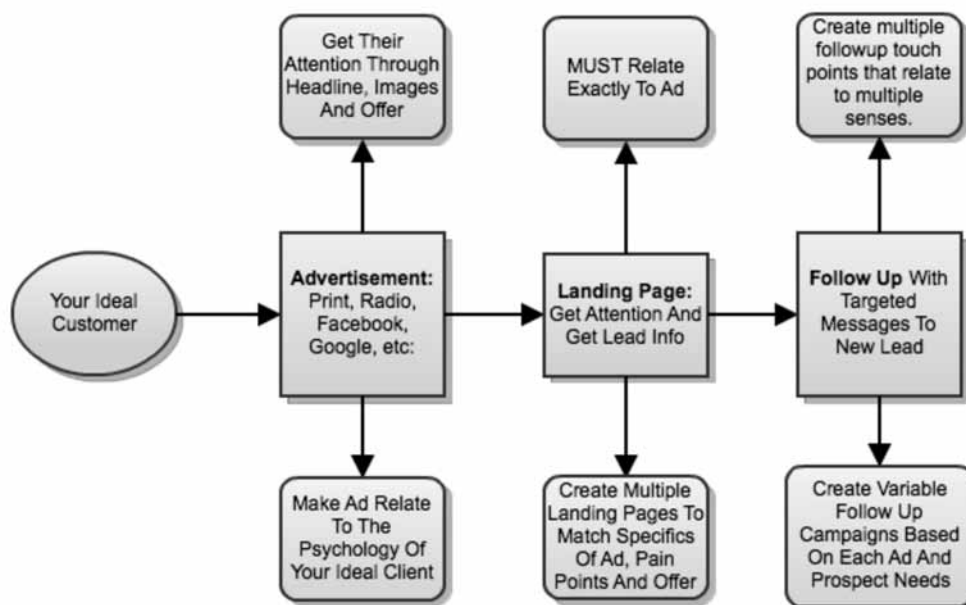 Get Their
Attention Through
Headline, Images
And Offer
MUST Relate
Exactly To Ad
Create multiple
followup touch
points that relate
to multiple
senses.
Your Ideal
Customer
Advertisement:
Print, Radio,
Facebook,
Google, etc:
Landing Page:
Get Attention And
Get Lead Info
Follow Up With
Targeted
Messages To
New Lead
Make Ad Relate
To The
Psychology Of
Your Ideal Client
Create Multiple
Landing Pages To
Match Specifics
Of Ad, Pain
Points And Offer
Create Variable
Follow Up
Campaigns Based
On Each Ad And
Prospect Needs